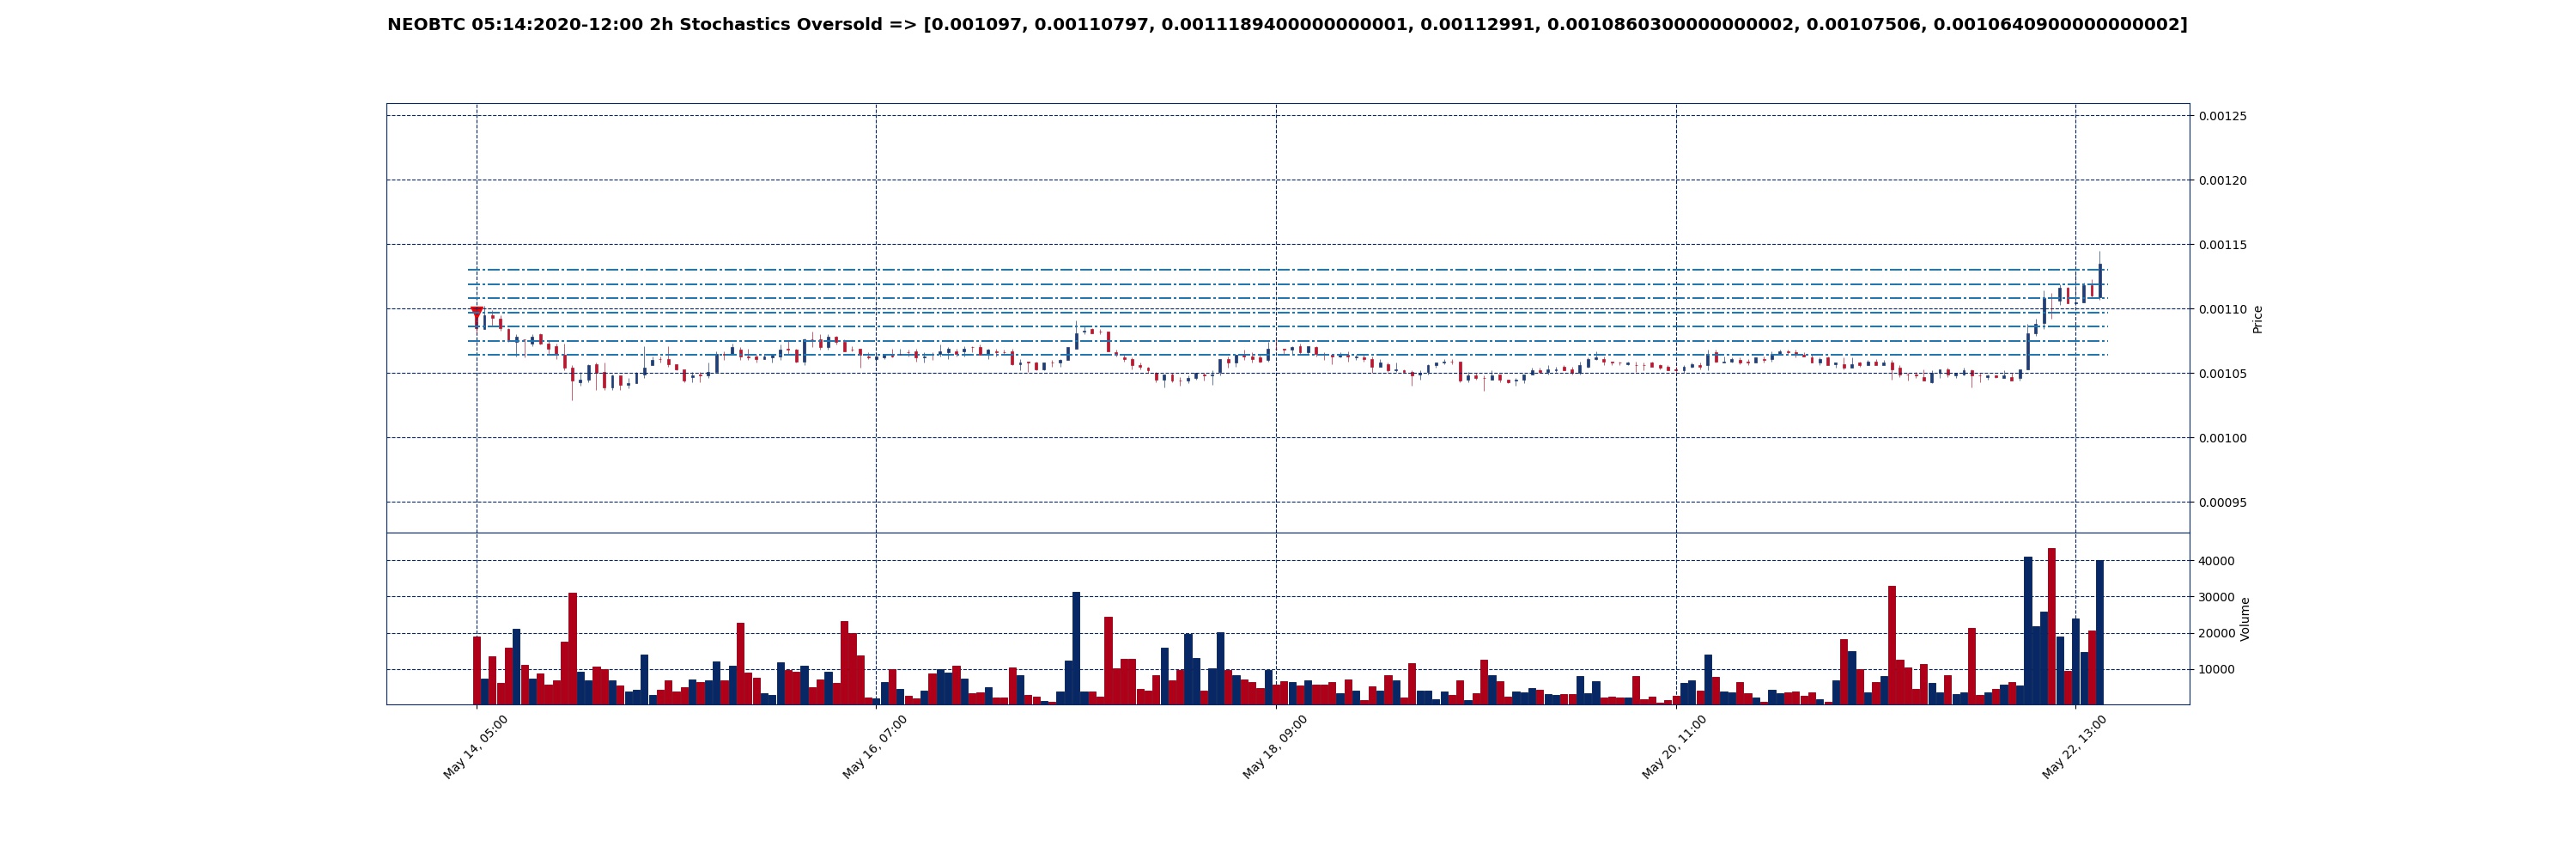 NEOBTC 05:14:2020-12:00 2h Stochastics Oversold => [0.001097, 0.00110797, 0.0011189400000000001, 0.00112991, 0.0010860300000000002, 0.00107506, 0.0010640900000000002]
0.00125
0.00120
0.00115
0.00110
0.00105
0.00100
0.00095
Price
40000
30000
20000
10000
Volume
May 14, 05:00
May 16, 07:00
May 18, 09:00
May 20, 11:00
May 22, 13:00